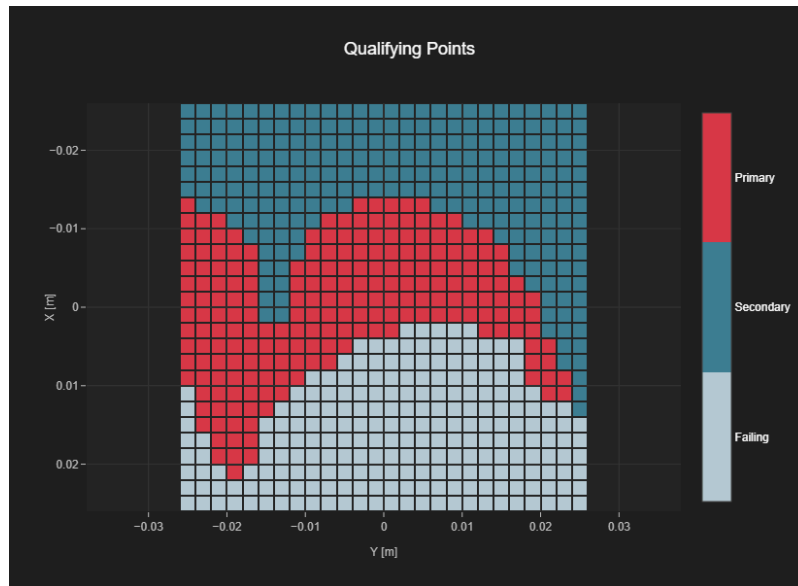 Qualifying Points
−0.02
−0.01
0
0.01
0.02
X [m]
−0.03
−0.02
−0.01
0
0.01
0.02
0.03
Y [m]
Primary
Secondary
Failing